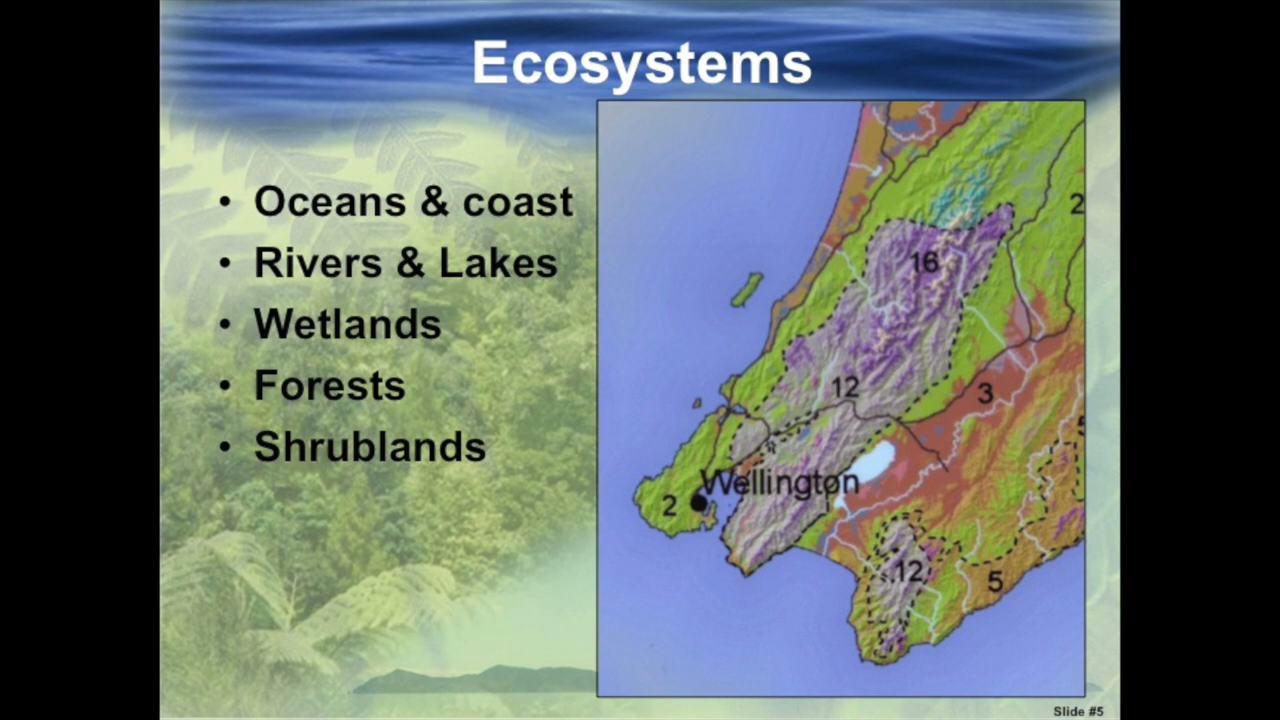 Ecosystems
• Oceans & coast
• Rivers & Lakes
• Wetlands
• Forests
• Shrublands
2
16
12
3
Wellington
2
12
5
Slide #5